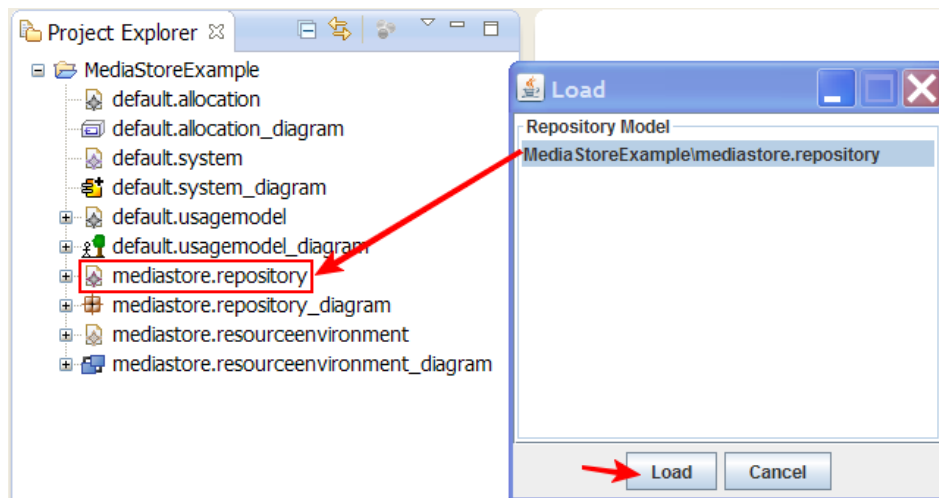 Project Explorer
MediaStoreExample
default.allocation
default.allocation_diagram
default.system
default.system_diagram
default.usagemodel
default.usagemodel_diagram
mediastore.repository
mediastore.repository_diagram
mediastore.resourceenvironment
mediastore.resourceenvironment_diagram
Load
Repository Model
MediaStoreExample\mediastore.repository
Load
Cancel